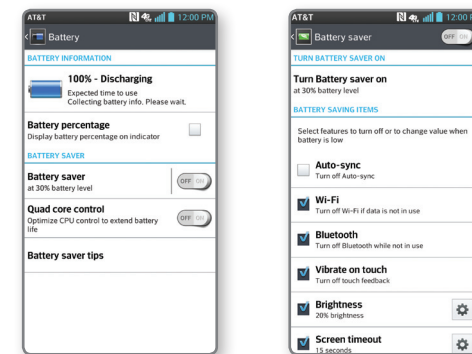 AT&T 12:00 PM
Battery
BATTERY INFORMATION
100% - Discharging
Expected time to use
Collecting battery info. Please wait.
Battery percentage
Display battery percentage on indicator
BATTERY SAVER
Battery saver
at 30% battery level
OFF ON
Quad core control
Optimize CPU control to extend battery
life
OFF ON
Battery saver tips
AT&T 12:00 P
Battery saver
OFF ON
TURN BATTERY SAVER ON
Turn Battery saver on
at 30% battery level
BATTERY SAVING ITEMS
Select features to turn off or to change value when
battery is low
Auto-sync
Turn off Auto-sync
Wi-Fi
Turn off Wi-Fi if data is not in use
Bluetooth
Turn off Bluetooth while not in use
Vibrate on touch
Turn off touch feedback
Brightness
20% brightness
Screen timeout
15 seconds